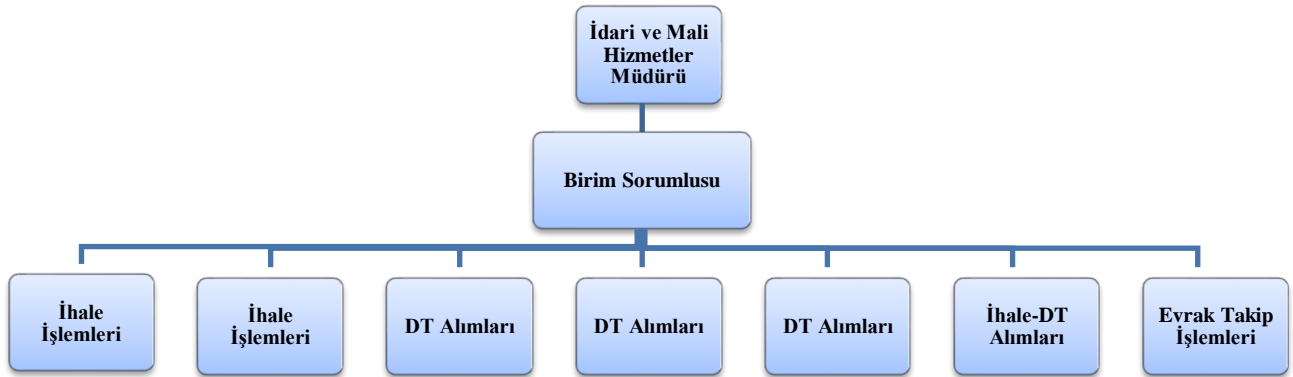 İdari ve Mali
Hizmetler
Müdürü
Birim Sorumlusu
İhale
İşlemleri
İhale
İşlemleri
DT Alımları
DT Alımları
DT Alımları
İhale-DT
Alımları
Evrak Takip
İşlemleri